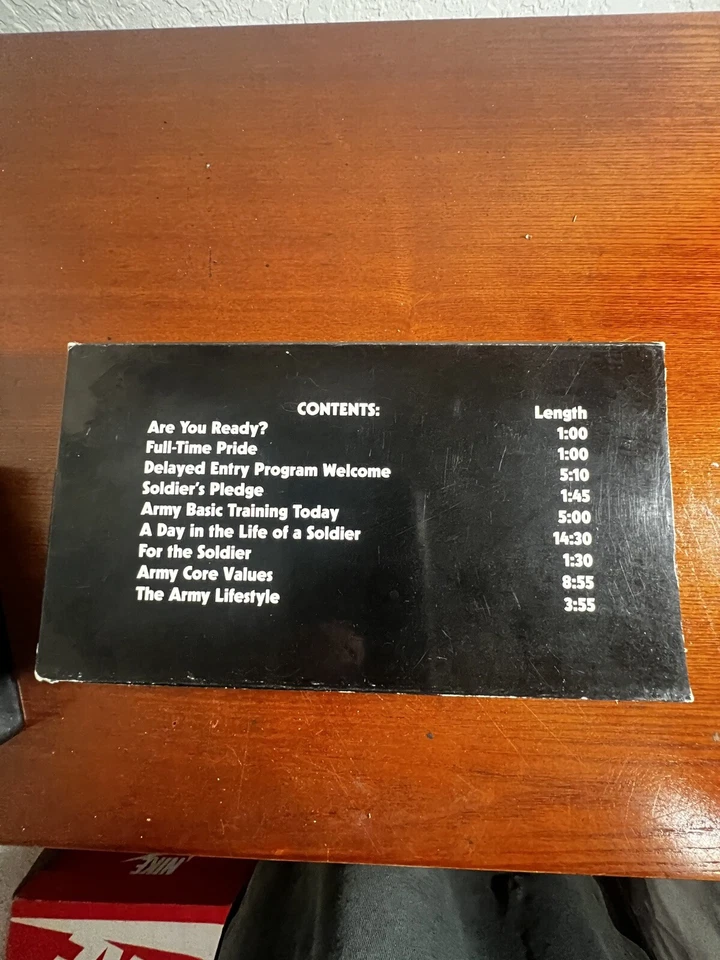 CONTENTS: Length
Are You Ready? 1:00
Full-Time Pride 1:00
Delayed Entry Program Welcome 5:10
Soldier's Pledge 1:45
Army Basic Training Today 5:00
A Day in the Life of a Soldier 14:30
For the Soldier 1:30
Army Core Values 8:55
The Army Lifestyle 3:55
NIKE